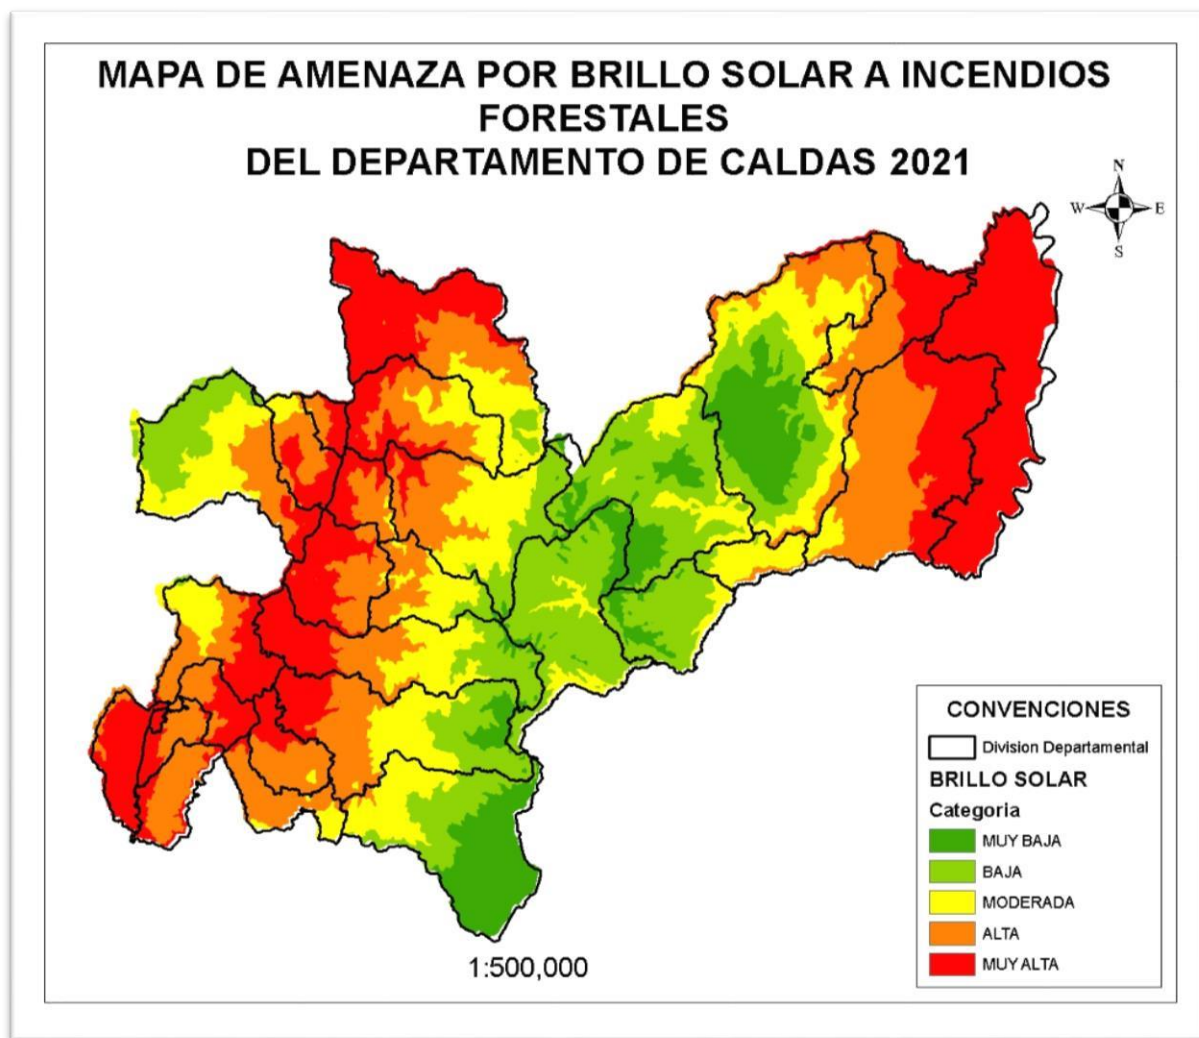 MAPA DE AMENAZA POR BRILLO SOLAR A INCENDIOS
FORESTALES
DEL DEPARTAMENTO DE CALDAS 2021
N
W E
S
CONVENCIONES
Division Departamental
BRILLO SOLAR
Categoria
MUY BAJA
BAJA
MODERADA
ALTA
MUY ALTA
1:500,000